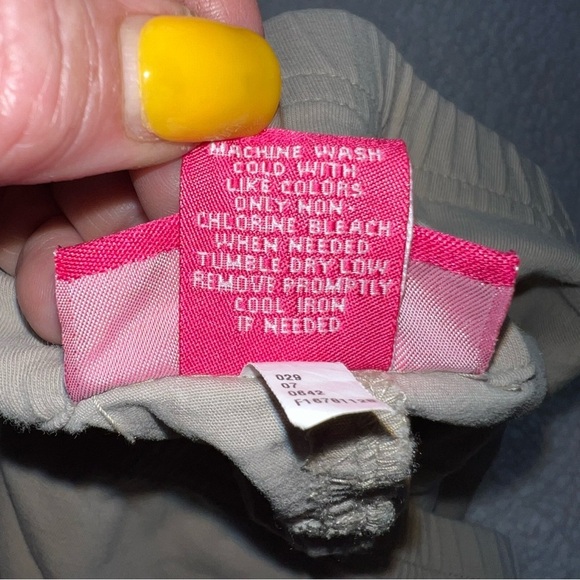 MACHINE WASH
COLD WITH
LIKE COLORS
ONLY NON-
CHLORINE BLEACH
WHEN NEEDED
TUMBLE DRY LOW
REMOVE PROMPTLY
COOL IRON
IF NEEDED
029
07
0642